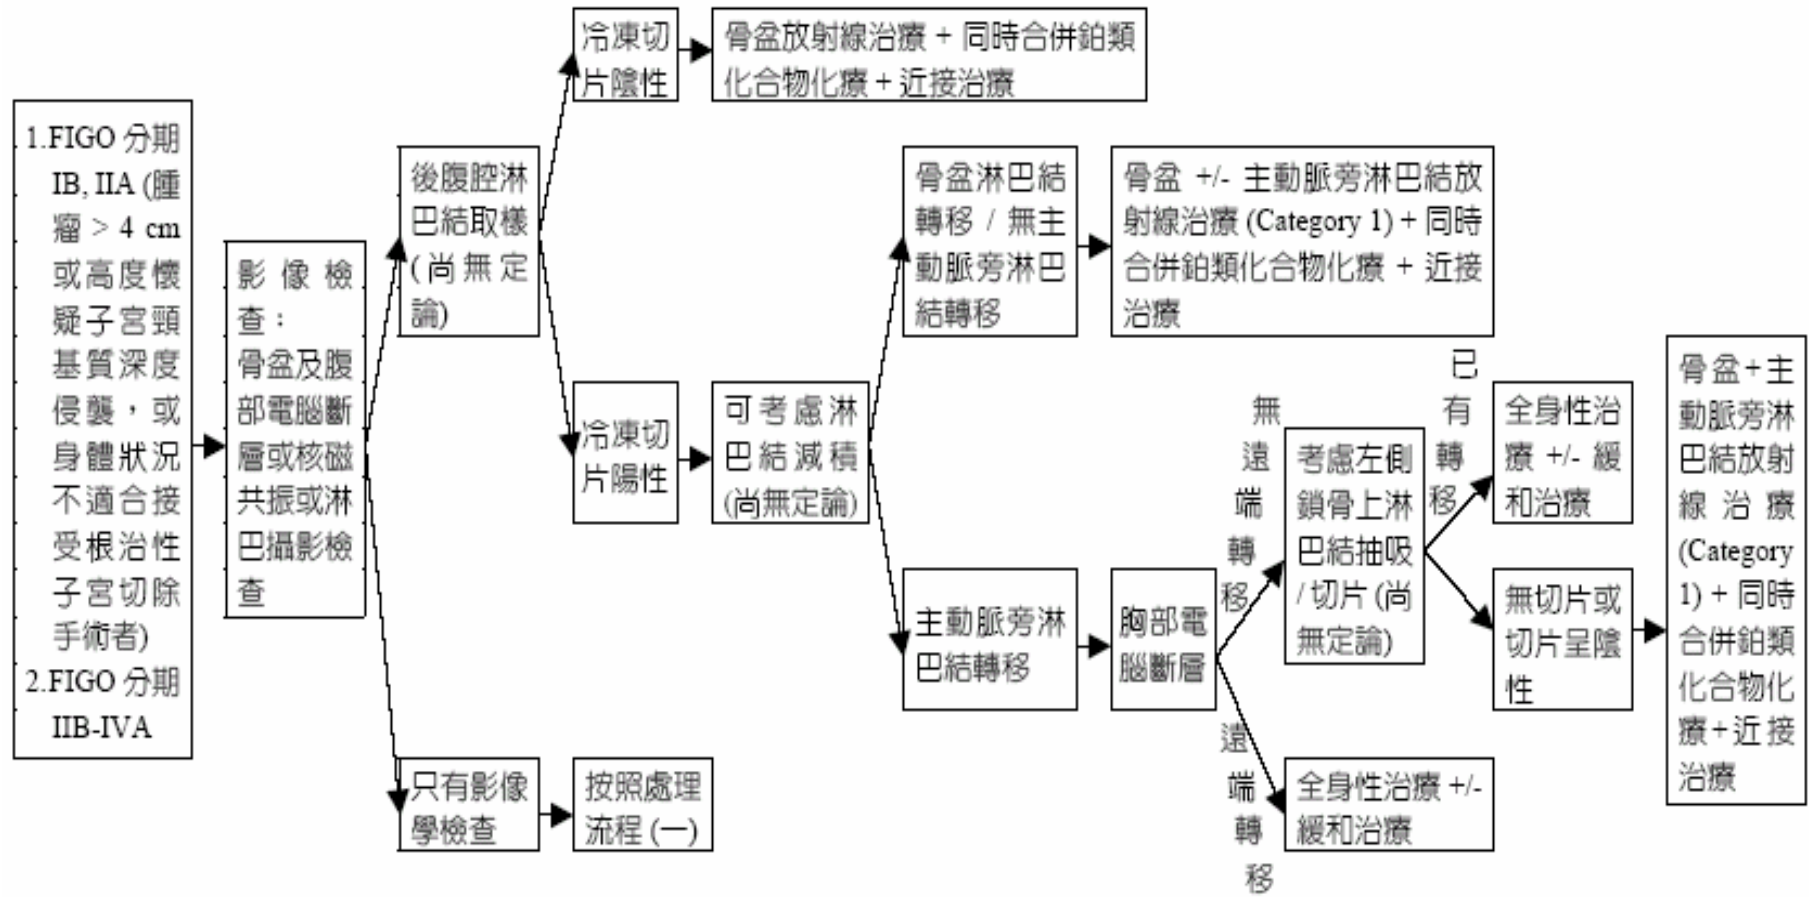 冷凍切
片陰性
骨盆放射線治療 + 同時合併鉑類
化合物化療 + 近接治療
1.FIGO 分期
IB, IIA (腫
瘤 > 4 cm
或高度懷
疑子宮頸
基質深度
侵襲，或
身體狀況
不適合接
受根治性
子宮切除
手術者)
2.FIGO 分期
IIB-IVA
影像檢
查：
骨盆及腹
部電腦斷
層或核磁
共振或淋
巴攝影檢
查
後腹腔淋
巴結取樣
(尚無定
論)
冷凍切
片陽性
可考慮淋
巴結減積
(尚無定論)
骨盆淋巴結
轉移 / 無主
動脈旁淋巴
結轉移
骨盆 +/- 主動脈旁淋巴結放
射線治療 (Category 1) + 同時
合併鉑類化合物化療 + 近接
治療
主動脈旁淋
巴結轉移
胸部電
腦斷層
無遠端轉移
考慮左側
鎖骨上淋
巴結抽吸
/ 切片 (尚
無定論)
已有轉移
全身性治
療 +/- 緩
和治療
無切片或
切片呈陰
性
骨盆+主
動脈旁淋
巴結放射
線治療
(Category
1) + 同時
合併鉑類
化合物化
療+近接
治療
遠端轉移
全身性治療 +/-
緩和治療
只有影像
學檢查
按照處理
流程 (一)